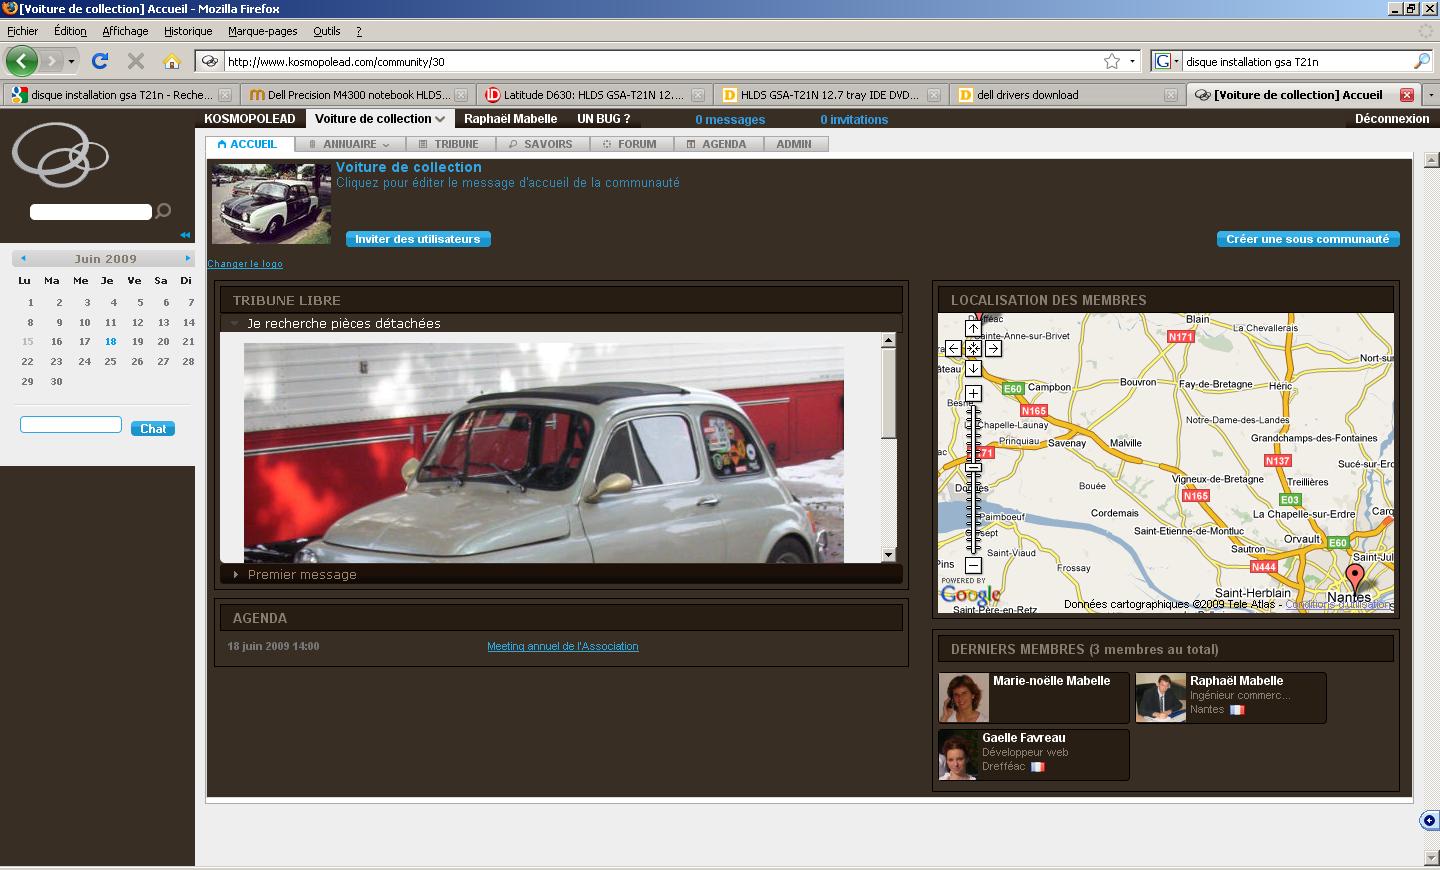 [Voiture de collection] Accueil - Mozilla Firefox
Fichier Édition Affichage Historique Marque-pages Outils ?
http://www.kosmopolead.com/community/30
disque installation gsa T21n
disque installation gsa T21n - Reche...
Dell Precision M4300 notebook HLDS...
Latitude D630: HLDS GSA-T21N 12....
HLDS GSA-T21N 12.7 tray IDE DVD...
dell drivers download
[Voiture de collection] Accueil
KOSMOPOLEAD Voiture de collection Raphaël Mabelle UN BUG ? 0 messages 0 invitations Déconnexion
ACCUEIL ANNUAIRE TRIBUNE SAVOIRS FORUM AGENDA ADMIN
Voiture de collection
Cliquez pour éditer le message d'accueil de la communauté
Inviter des utilisateurs
Créer une sous communauté
Changer le logo
Juin 2009
Lu Ma Me Je Ve Sa Di
1 2 3 4 5 6 7
8 9 10 11 12 13 14
15 16 17 18 19 20 21
22 23 24 25 26 27 28
29 30
Chat
TRIBUNE LIBRE
Je recherche pièces détachées
Premier message
AGENDA
18 juin 2009 14:00 Meeting annuel de l'Association
LOCALISATION DES MEMBRES
Blain
La Chevallerais
Sainte-Anne-sur-Brivet
N171
Nort-sur
E60
Campbon
Bouvron
Fay-de-Bretagne
Héric
N165
Notre-Dame-des-Landes
Chapelle-Launay
Prinquiau
Savenay
Malville
Grandchamps-des-Fontaines
N137
Sucé-sur-Erd
Vigneux-de-Bretagne
Treillières
Bouée
N165
E03
Cordemais
La Chapelle-sur-Erdre
Paimboeuf
Saint-Etienne-de-Montluc
Orvault
E60
Saint-Viaud
Sautron
Frossay
N444
POWERED BY
Google
Saint-Herblain
Nantes
Saint-Père-en-Retz
Données cartographiques ©2009 Tele Atlas - Conditions d'utilisation
DERNIERS MEMBRES (3 membres au total)
Marie-noëlle Mabelle
Raphaël Mabelle
Ingénieur commerc...
Nantes
Gaelle Favreau
Développeur web
Drefféac